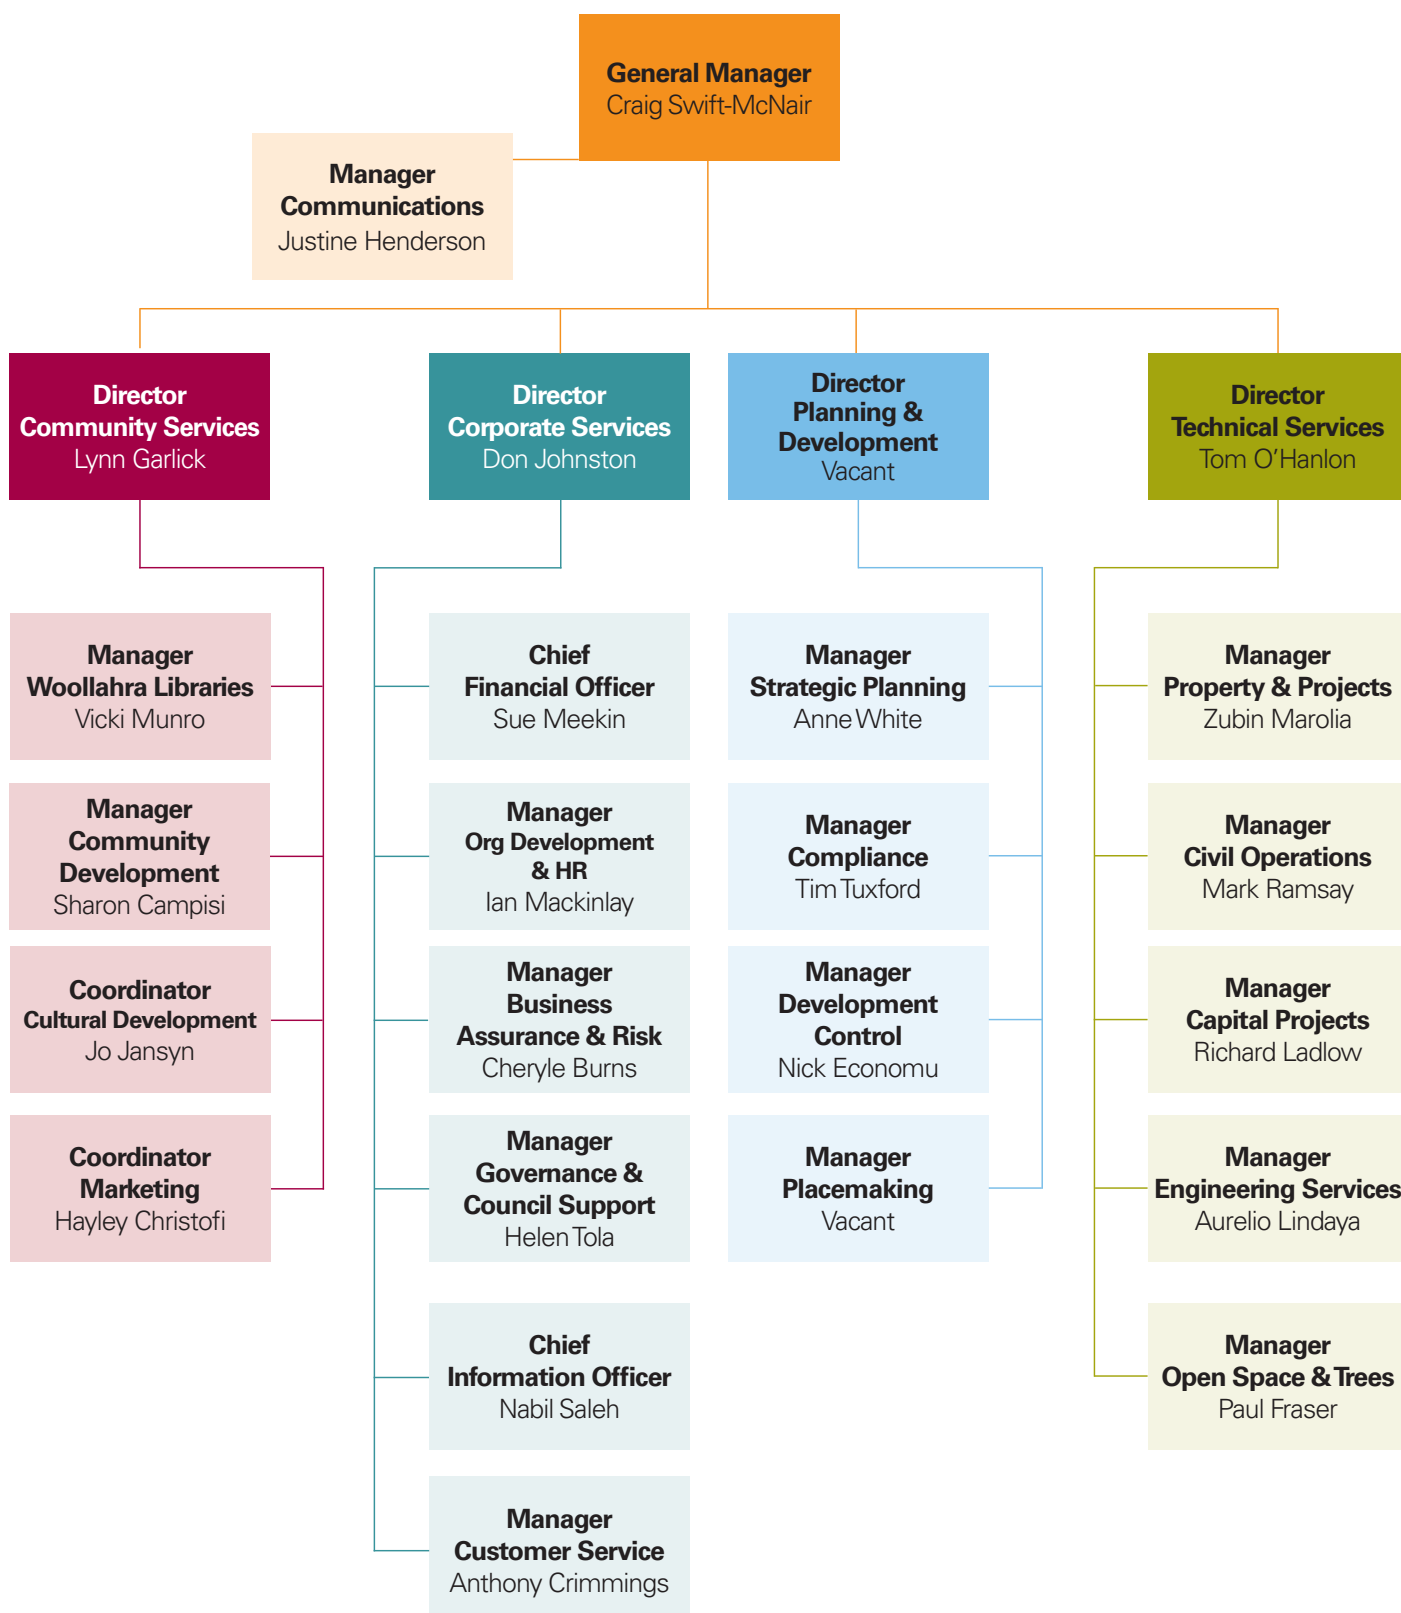 General Manager
Craig Swift-McNair
Manager
Communications
Justine Henderson
Director
Community Services
Lynn Garlick
Director
Corporate Services
Don Johnston
Director
Planning &
Development
Vacant
Director
Technical Services
Tom O'Hanlon
Manager
Woollahra Libraries
Vicki Munro
Manager
Community
Development
Sharon Campisi
Coordinator
Cultural Development
Jo Jansyn
Coordinator
Marketing
Hayley Christofi
Chief
Financial Officer
Sue Meekin
Manager
Org Development
& HR
Ian Mackinlay
Manager
Business
Assurance & Risk
Cheryle Burns
Manager
Governance &
Council Support
Helen Tola
Chief
Information Officer
Nabil Saleh
Manager
Customer Service
Anthony Crimmings
Manager
Strategic Planning
Anne White
Manager
Compliance
Tim Tuxford
Manager
Development
Control
Nick Economu
Manager
Placemaking
Vacant
Manager
Property & Projects
Zubin Marolia
Manager
Civil Operations
Mark Ramsay
Manager
Capital Projects
Richard Ladlow
Manager
Engineering Services
Aurelio Lindaya
Manager
Open Space & Trees
Paul Fraser